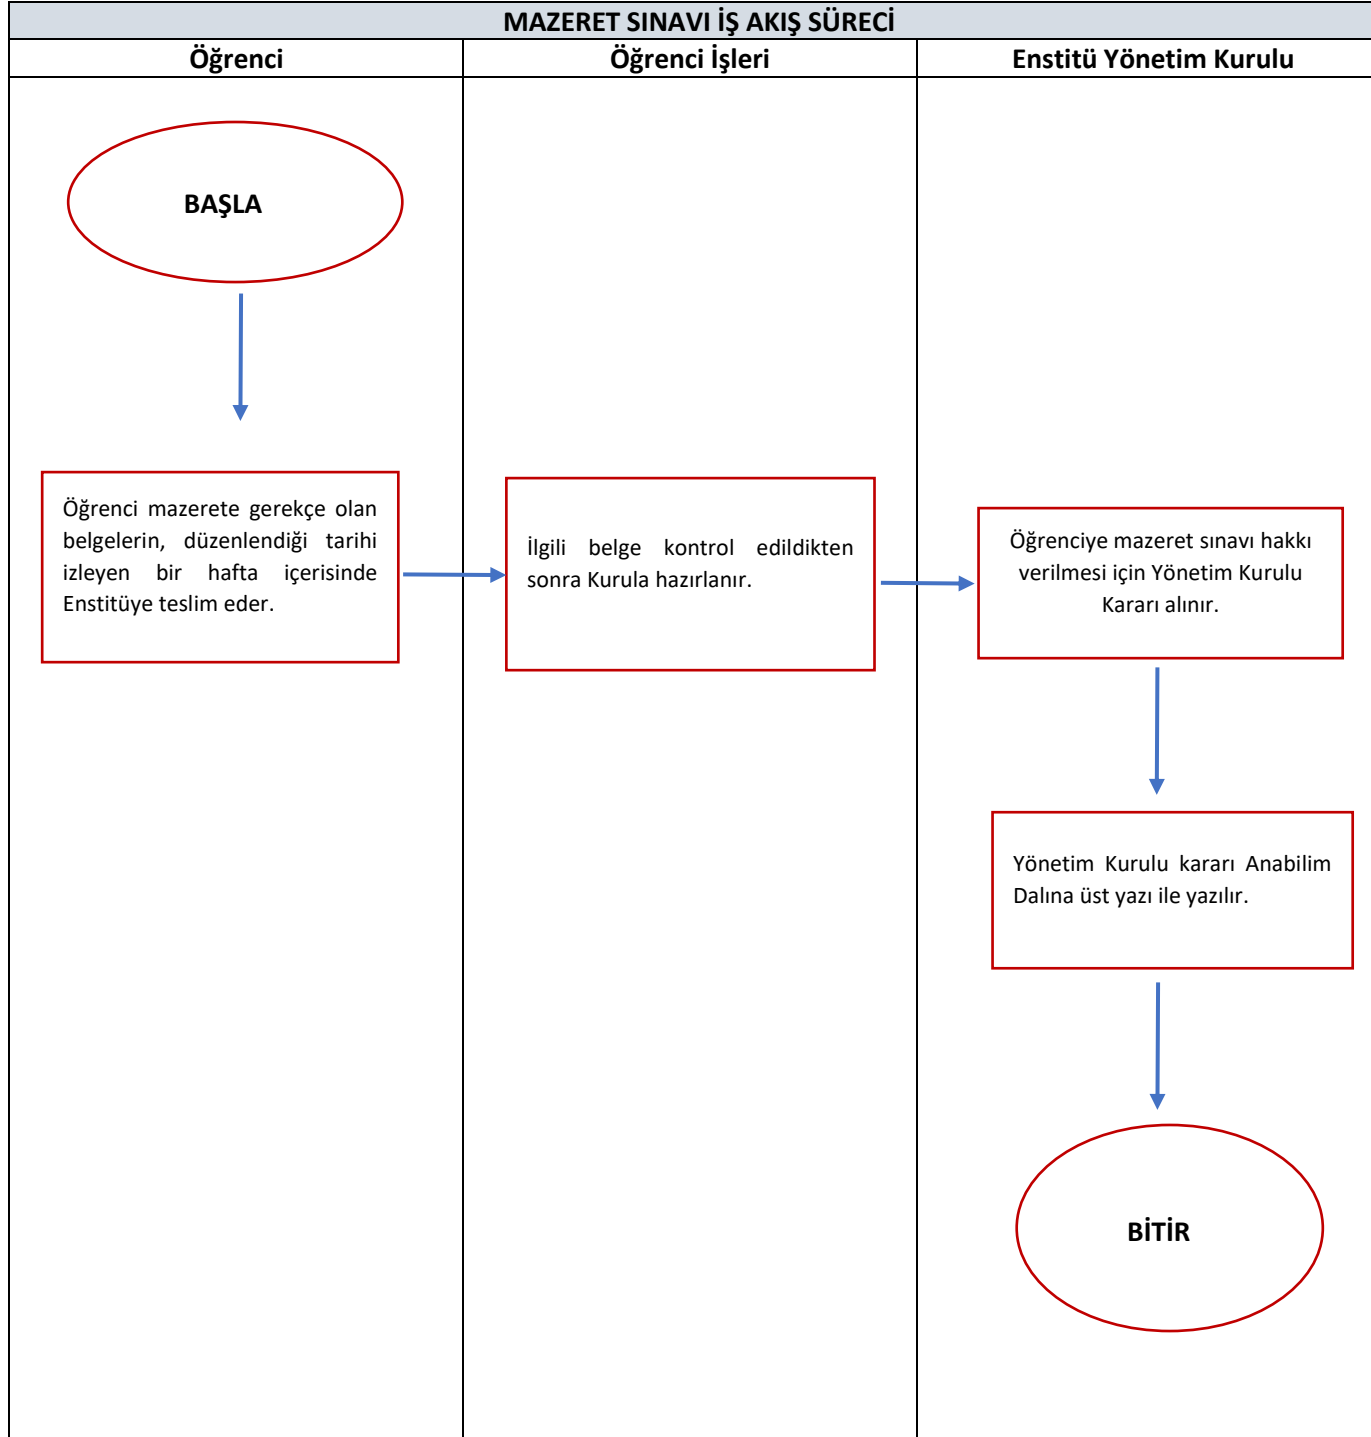 MAZERET SINAVI İŞ AKIŞ SÜRECİ
Öğrenci
Öğrenci İşleri
Enstitü Yönetim Kurulu
BAŞLA
Öğrenci mazerete gerekçe olan
belgelerin, düzenlendiği tarihi
izleyen bir hafta içerisinde
Enstitüye teslim eder.
İlgili belge kontrol edildikten
sonra Kurula hazırlanır.
Öğrenciye mazeret sınavı hakkı
verilmesi için Yönetim Kurulu
Kararı alınır.
Yönetim Kurulu kararı Anabilim
Dalına üst yazı ile yazılır.
BİTİR